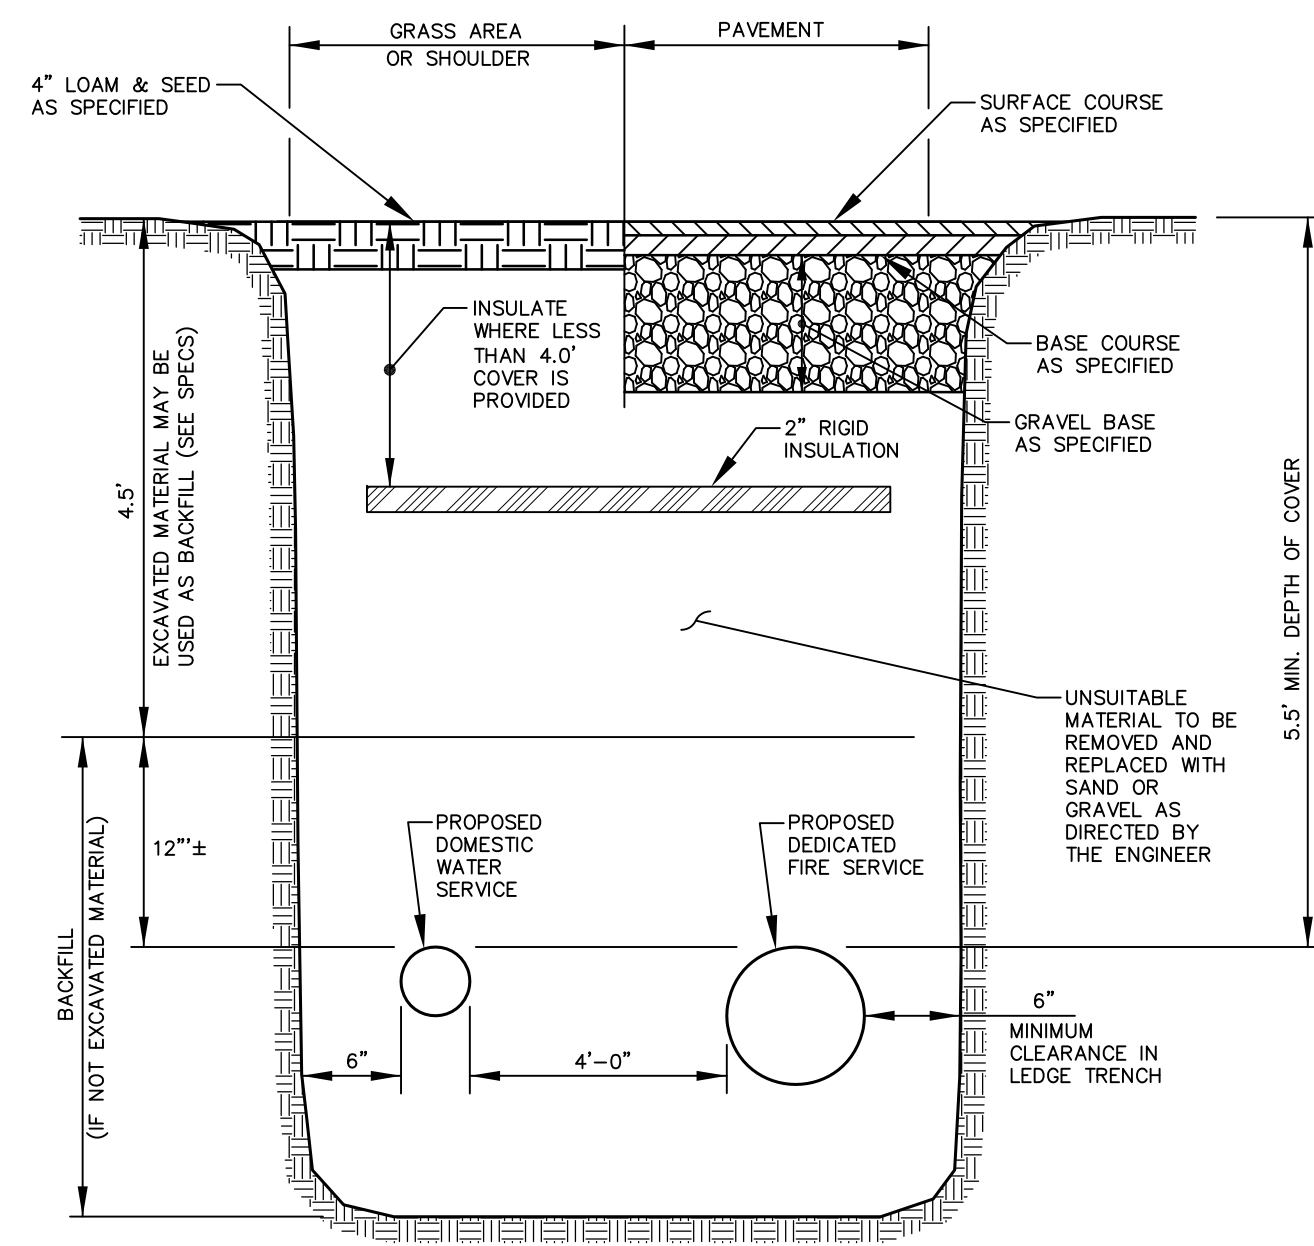 GRASS AREA
OR SHOULDER
PAVEMENT
4" LOAM & SEED
AS SPECIFIED
SURFACE COURSE
AS SPECIFIED
INSULATE
WHERE LESS
THAN 4.0'
COVER IS
PROVIDED
BASE COURSE
AS SPECIFIED
GRAVEL BASE
AS SPECIFIED
2" RIGID
INSULATION
4.5'
EXCAVATED MATERIAL MAY BE
USED AS BACKFILL (SEE SPECS)
5.5' MIN. DEPTH OF COVER
UNSUITABLE
MATERIAL TO BE
REMOVED AND
REPLACED WITH
SAND OR
GRAVEL AS
DIRECTED BY
THE ENGINEER
12"'±
PROPOSED
DOMESTIC
WATER
SERVICE
PROPOSED
DEDICATED
FIRE SERVICE
BACKFILL
(IF NOT EXCAVATED MATERIAL)
6"
4'-0"
6"
MINIMUM
CLEARANCE IN
LEDGE TRENCH